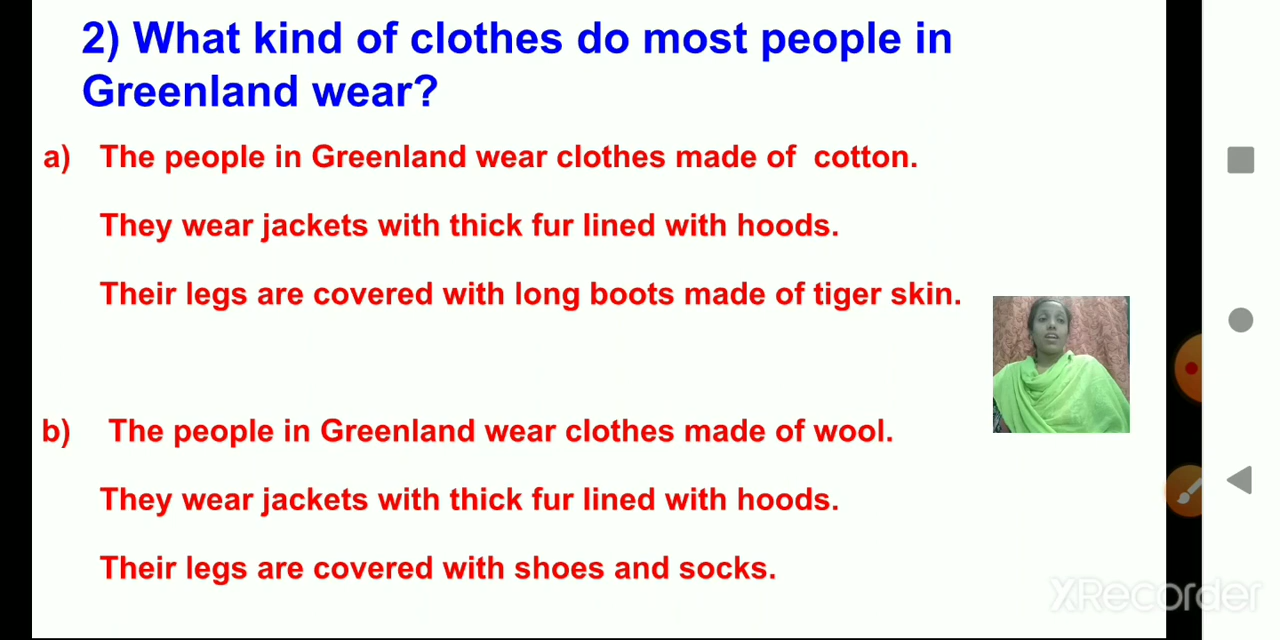 2) What kind of clothes do most people in
Greenland wear?
a) The people in Greenland wear clothes made of cotton.
They wear jackets with thick fur lined with hoods.
Their legs are covered with long boots made of tiger skin.
b) The people in Greenland wear clothes made of wool.
They wear jackets with thick fur lined with hoods.
Their legs are covered with shoes and socks.
XRecorder